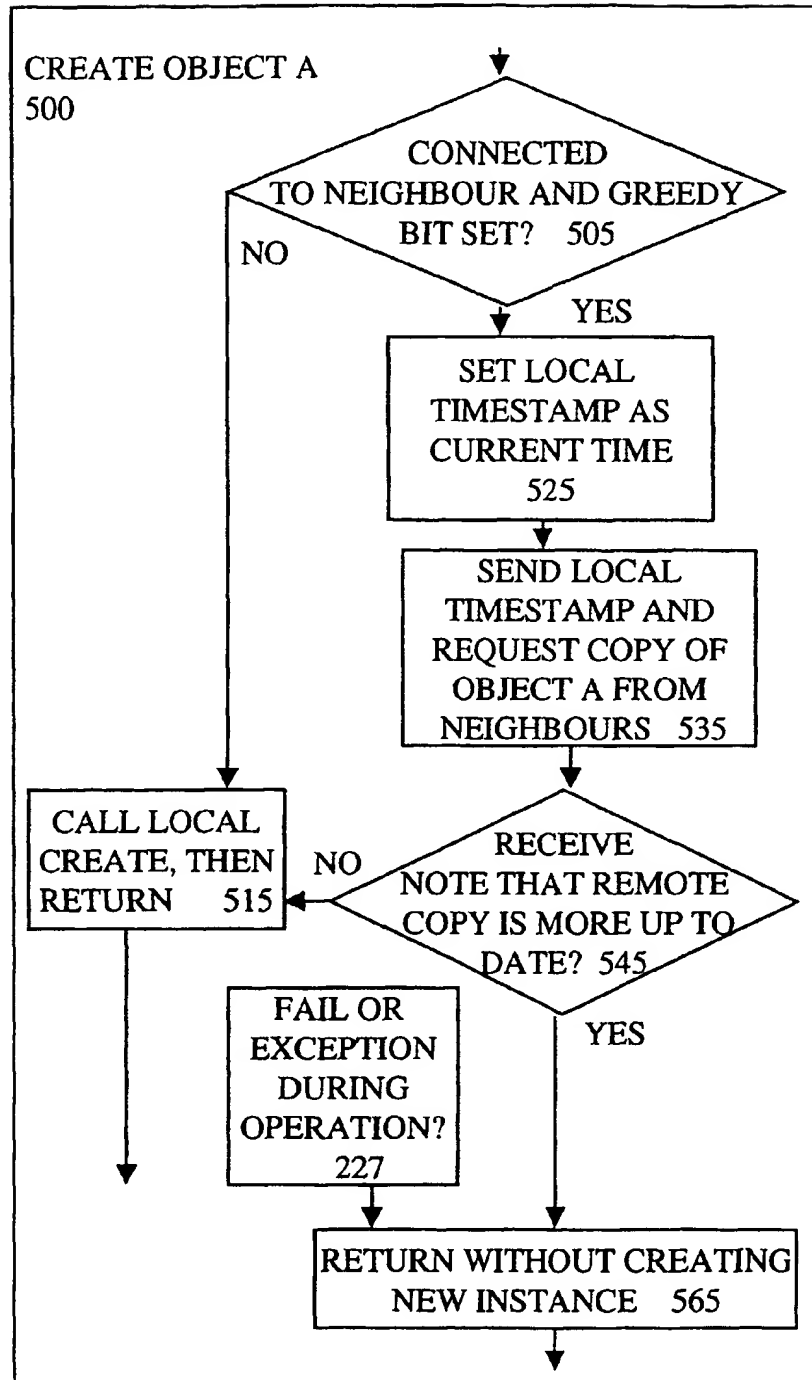 CREATE OBJECT A
500
CONNECTED
TO NEIGHBOUR AND GREEDY
BIT SET? 505
NO
YES
SET LOCAL
TIMESTAMP AS
CURRENT TIME
525
SEND LOCAL
TIMESTAMP AND
REQUEST COPY OF
OBJECT A FROM
NEIGHBOURS 535
CALL LOCAL
CREATE, THEN
RETURN 515
NO
RECEIVE
NOTE THAT REMOTE
COPY IS MORE UP TO
DATE? 545
YES
FAIL OR
EXCEPTION
DURING
OPERATION?
227
RETURN WITHOUT CREATING
NEW INSTANCE 565